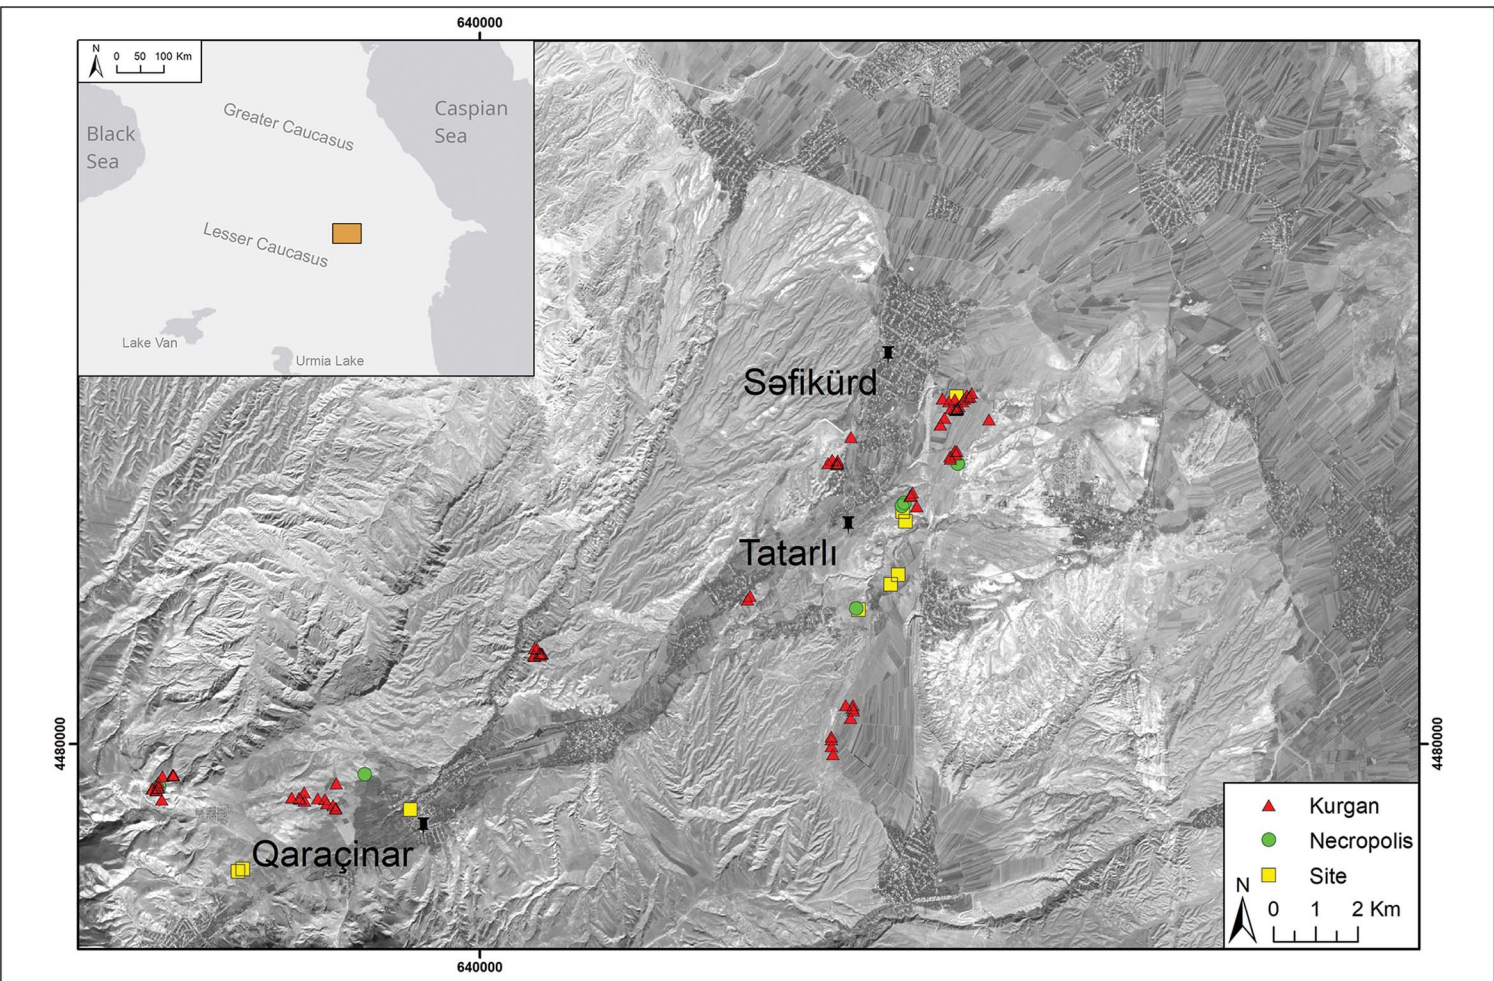 640000
N
0 50 100 Km
Greater Caucasus
Caspian
Sea
Black
Sea
Lesser Caucasus
Lake Van
Urmia Lake
Səfikürd
Tatarlı
Qaraçinar
4480000
4480000
Kurgan
Necropolis
Site
N
0 1 2 Km
640000